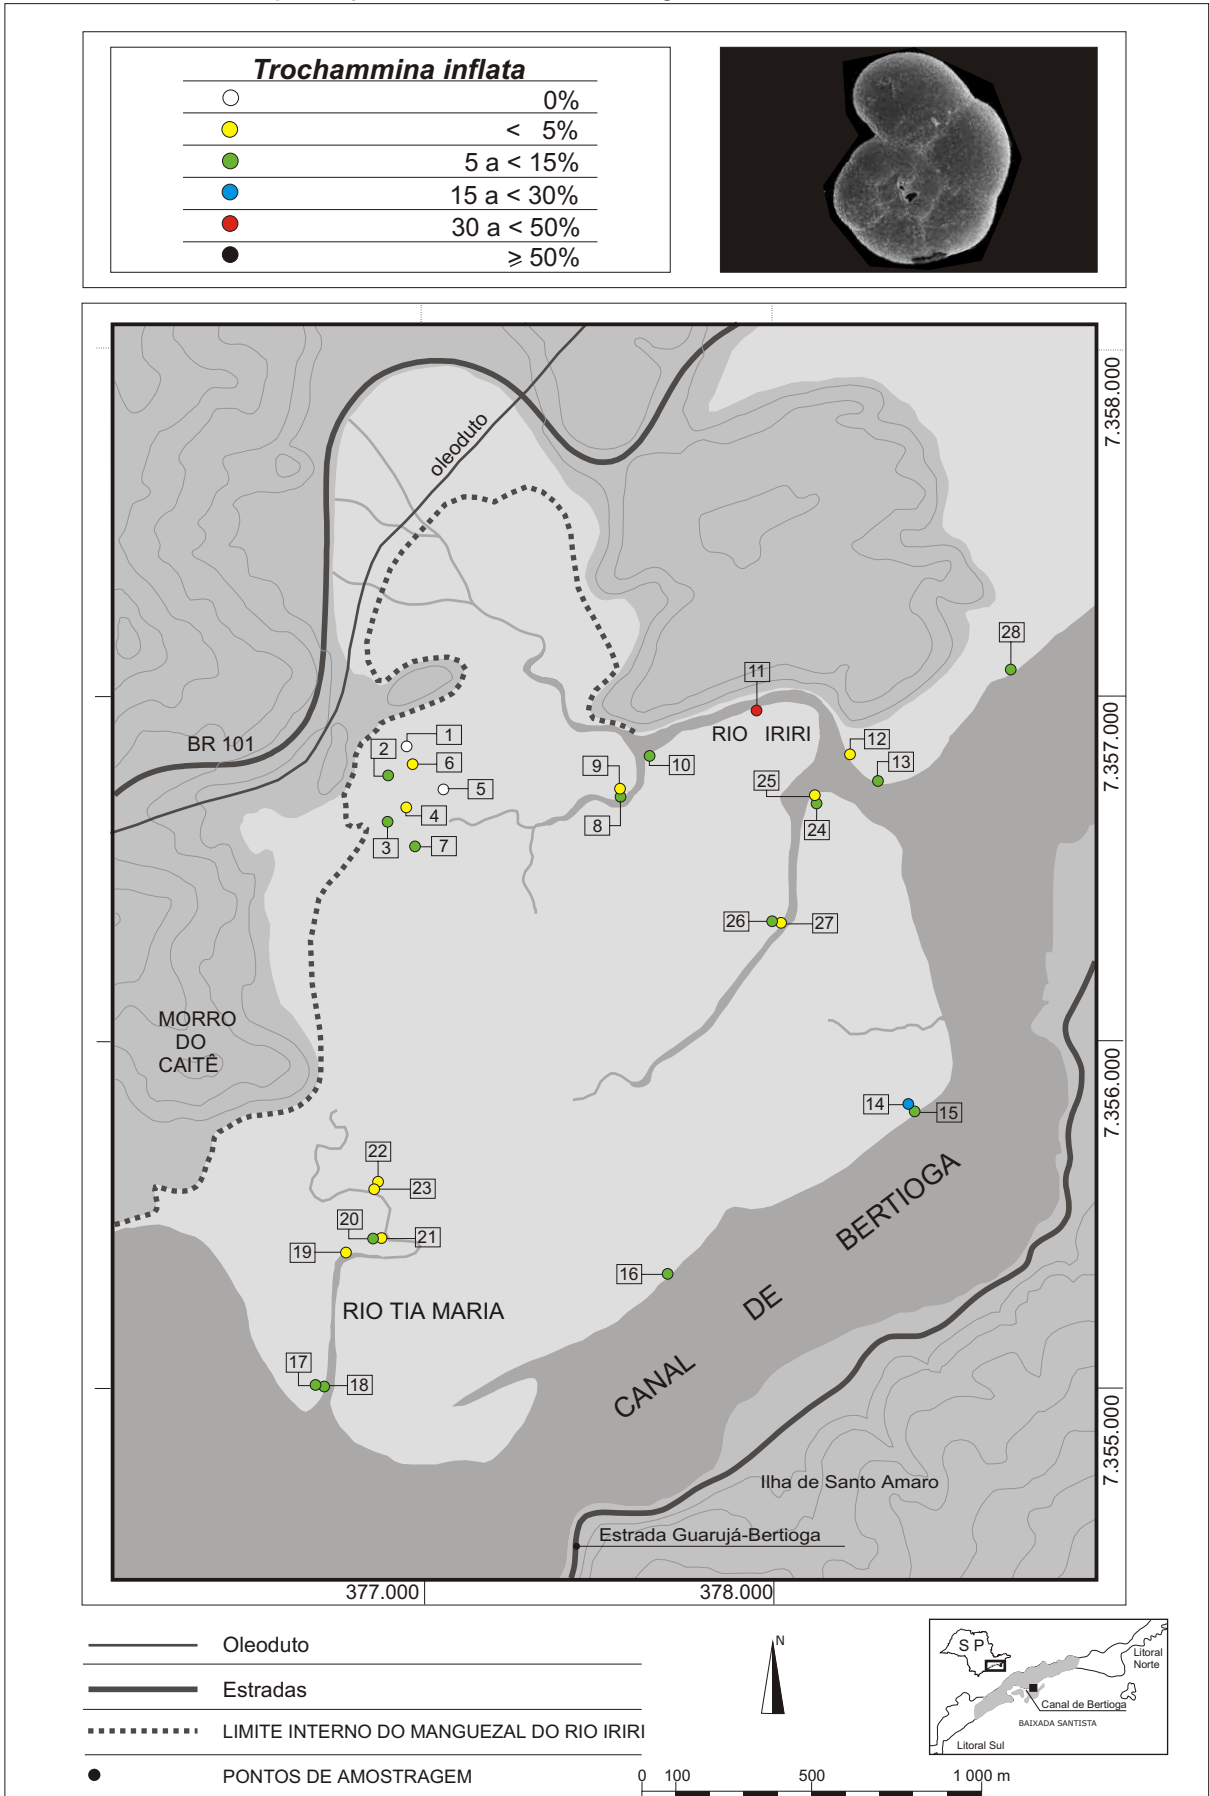 Trochammina inflata
0%
< 5%
5 a < 15%
15 a < 30%
30 a < 50%
⩾ 50%
7.358.000
oleoduto
28
11
7.357.000
BR 101
RIO IRIRI
1
2
6
12
9
10
13
5
25
4
8
24
3
7
26
27
MORRO
DO
CAITÊ
14
15
7.356.000
22
23
20
21
19
BERTIOGA
16
DE
RIO TIA MARIA
17
18
CANAL
7.355.000
Ilha de Santo Amaro
Estrada Guarujá-Bertioga
377.000
378.000
Oleoduto
Estradas
LIMITE INTERNO DO MANGUEZAL DO RIO IRIRI
PONTOS DE AMOSTRAGEM
N
0 100 500 1 000 m
S P
Litoral
Norte
Canal de Bertioga
BAIXADA SANTISTA
Litoral Sul